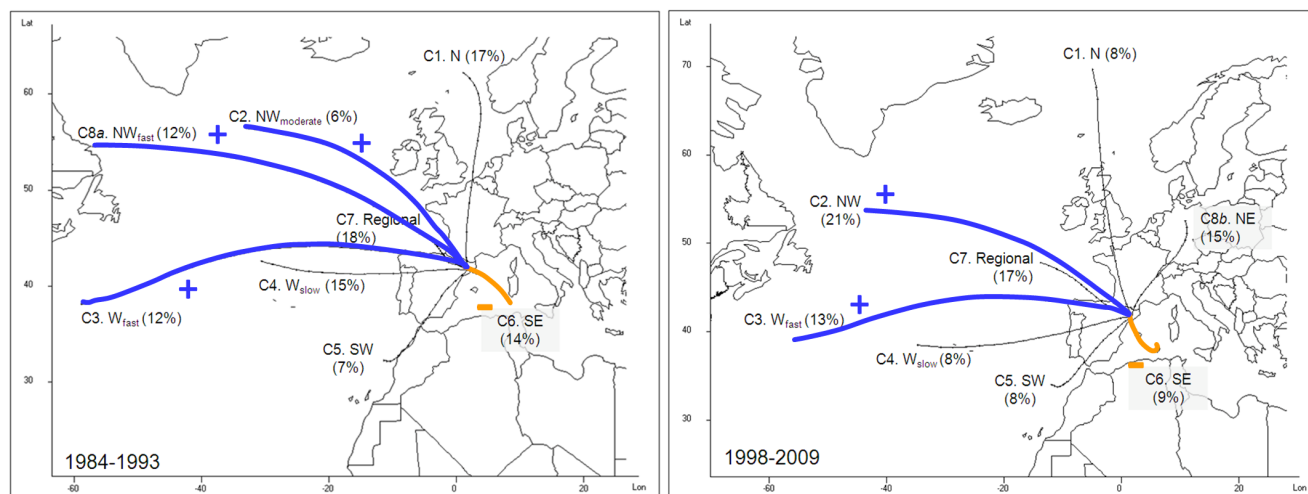 Lat
60
50
40
30
C1. N (17%)
C2. NWmoderate (6%)
C8a. NWfast (12%)
+
+
C7. Regional
(18%)
C4. Wslow (15%)
+
C3. Wfast (12%)
C6. SE
(14%)
C5. SW
(7%)
1984-1993
-60
-40
-20
0
20
Lon
Lat
70
60
50
40
30
C1. N (8%)
+
C2. NW
(21%)
C8b. NE
(15%)
C7. Regional
(17%)
+
C3. Wfast (13%)
C4. Wslow (8%)
C5. SW
(8%)
C6. SE
(9%)
1998-2009
-60
-40
-20
0
20
Lon